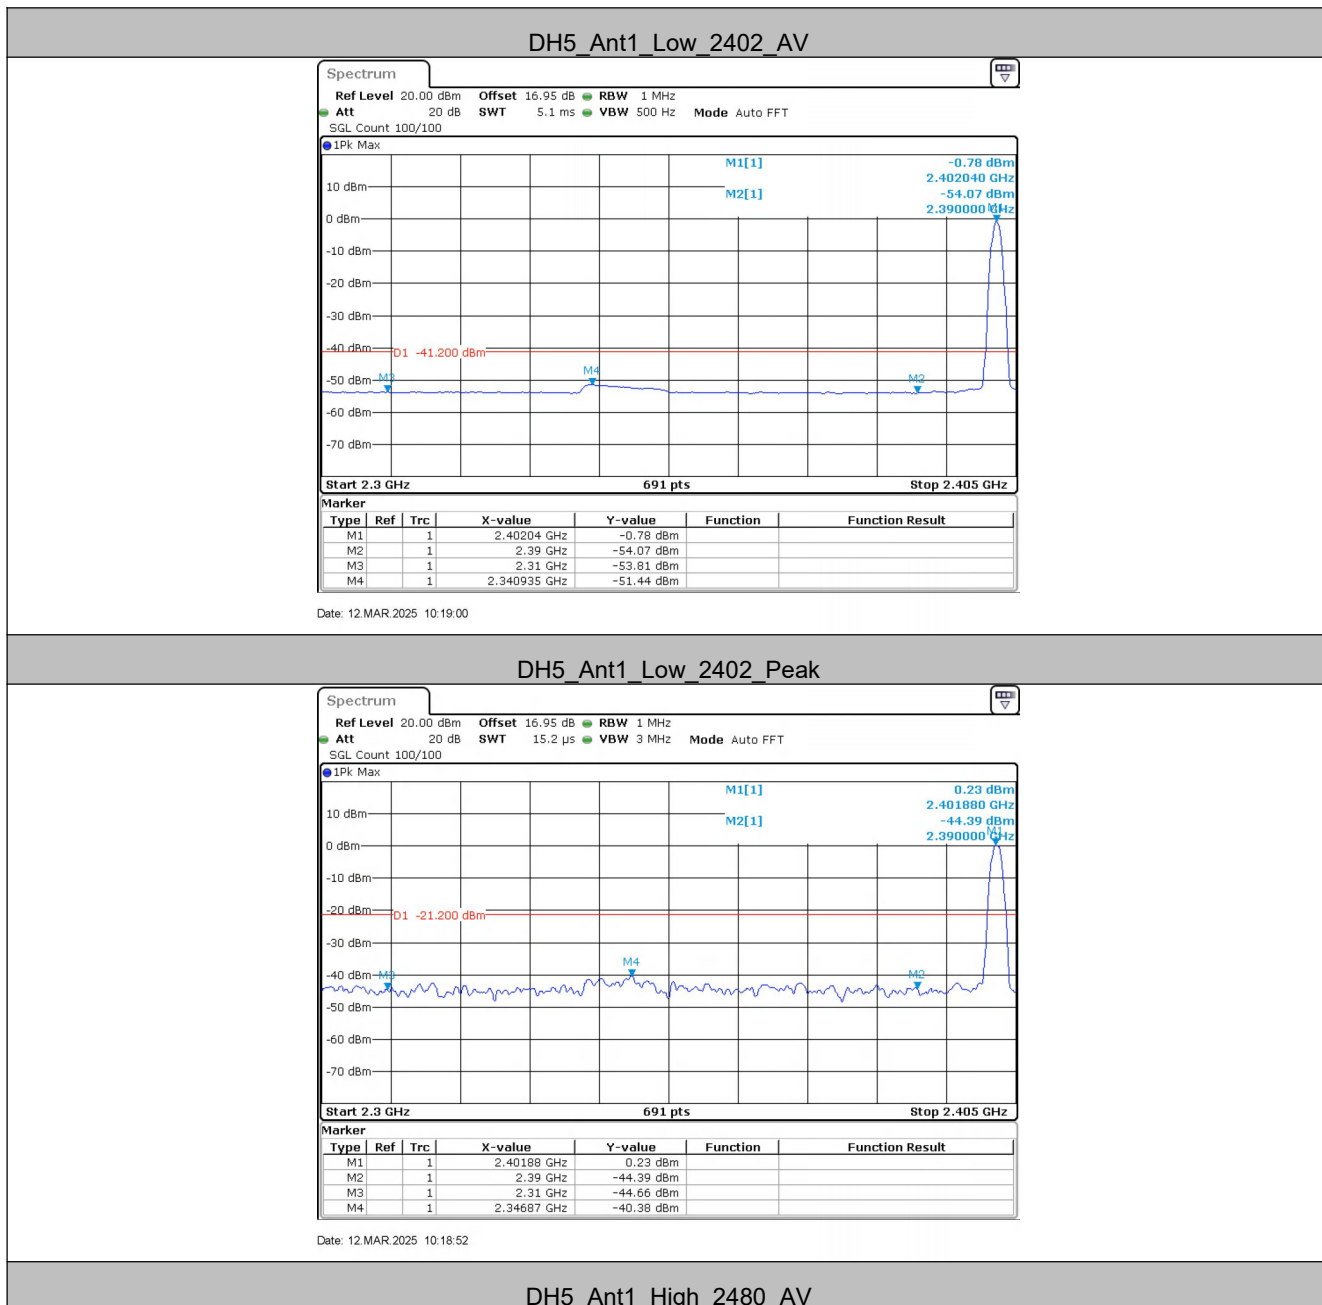 DH5_Ant1_Low_2402_AV
Spectrum
Ref Level 20.00 dBm Offset 16.95 dB RBW 1 MHz
Att 20 dB SWT 5.1 ms VBW 500 Hz Mode Auto FFT
SGL Count 100/100
1Pk Max
M1[1] -0.78 dBm
2.402040 GHz
M2[1] -54.07 dBm
2.390000 GHz
M1
10 dBm
0 dBm
-10 dBm
-20 dBm
-30 dBm
-40 dBm
D1 -41.200 dBm
-50 dBm
M3
M4
M2
-60 dBm
-70 dBm
Start 2.3 GHz 691 pts Stop 2.405 GHz
Marker
Type Ref Trc X-value Y-value Function Function Result
M1 1 2.40204 GHz -0.78 dBm
M2 1 2.39 GHz -54.07 dBm
M3 1 2.31 GHz -53.81 dBm
M4 1 2.340935 GHz -51.44 dBm
Date: 12.MAR.2025 10:19:00
DH5_Ant1_Low_2402_Peak
Spectrum
Ref Level 20.00 dBm Offset 16.95 dB RBW 1 MHz
Att 20 dB SWT 15.2 µs VBW 3 MHz Mode Auto FFT
SGL Count 100/100
1Pk Max
M1[1] 0.23 dBm
2.401880 GHz
M2[1] -44.39 dBm
2.390000 GHz
M1
10 dBm
0 dBm
-10 dBm
-20 dBm
D1 -21.200 dBm
-30 dBm
M4
-40 dBm
M3
M2
-50 dBm
-60 dBm
-70 dBm
Start 2.3 GHz 691 pts Stop 2.405 GHz
Marker
Type Ref Trc X-value Y-value Function Function Result
M1 1 2.40188 GHz 0.23 dBm
M2 1 2.39 GHz -44.39 dBm
M3 1 2.31 GHz -44.66 dBm
M4 1 2.34687 GHz -40.38 dBm
Date: 12.MAR.2025 10:18:52
DH5_Ant1_High_2480_AV